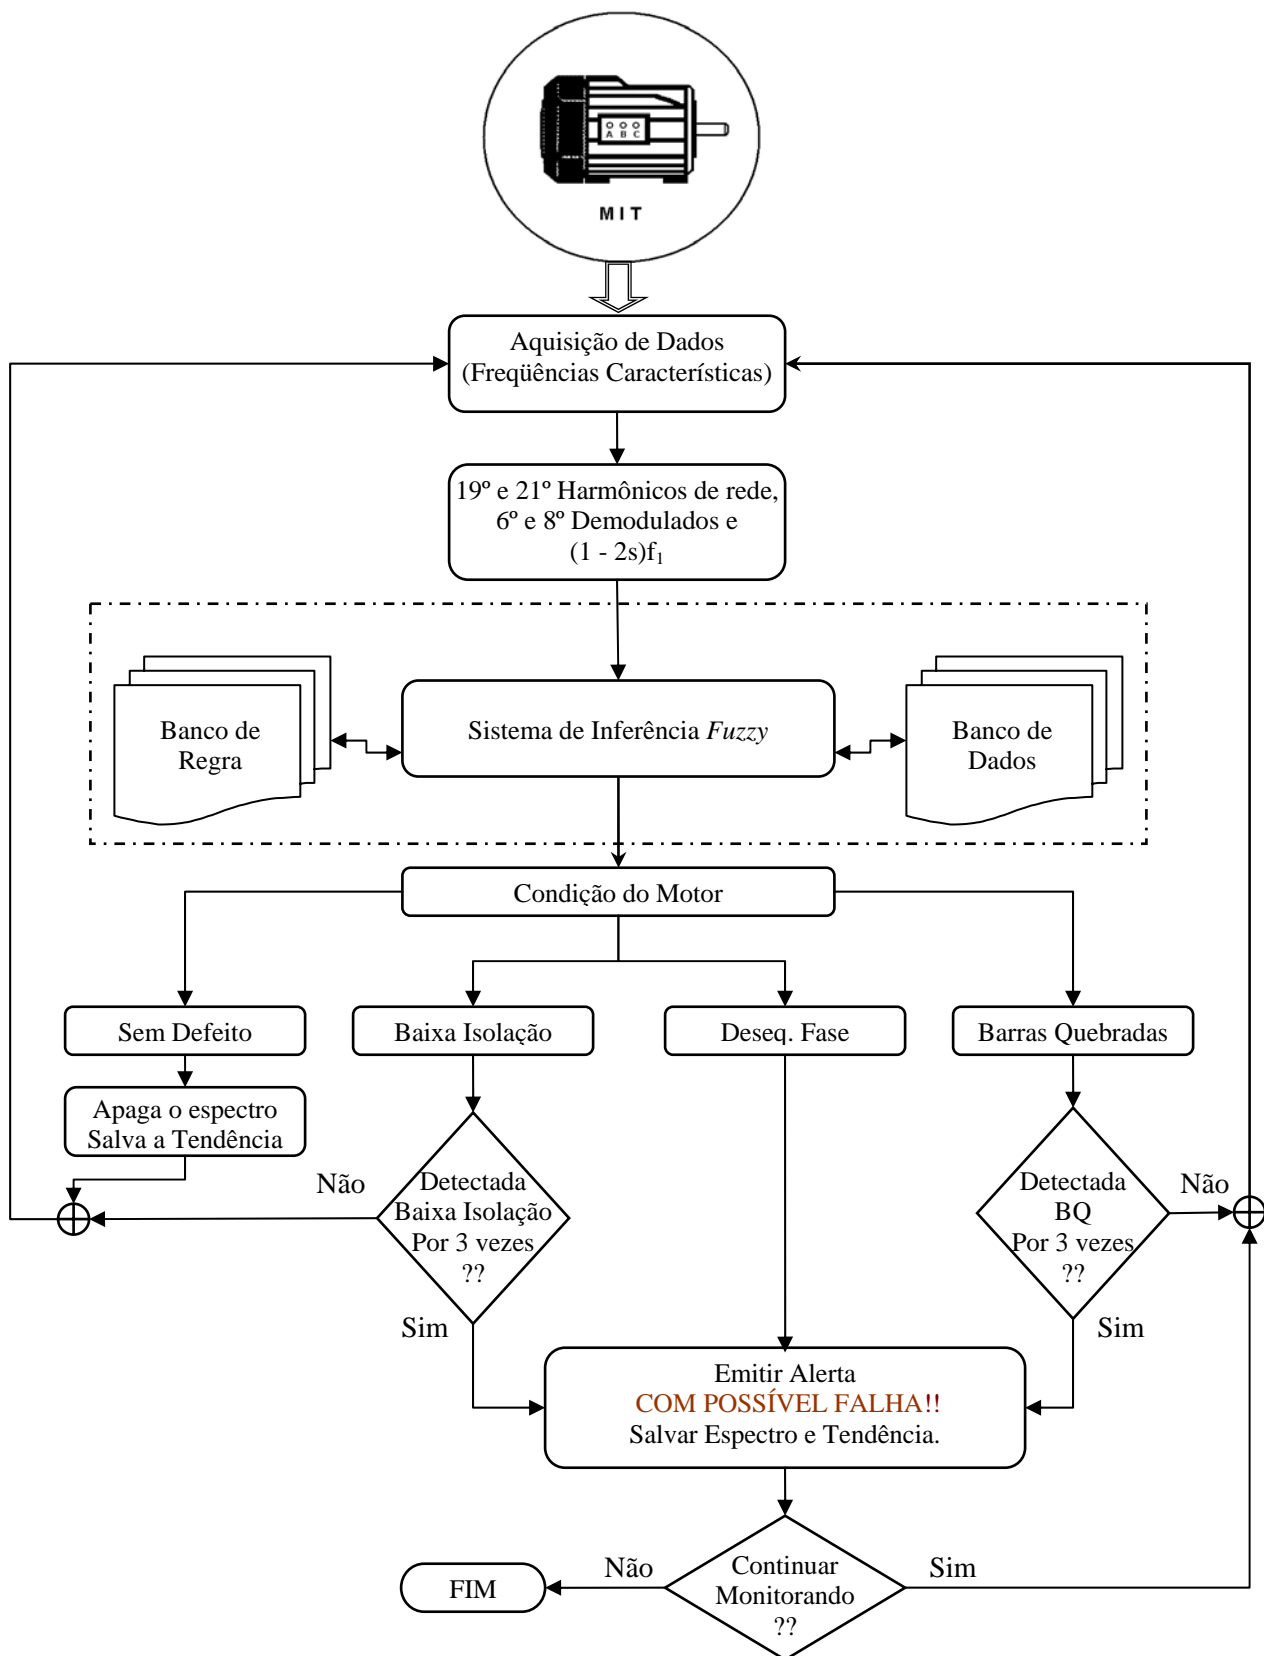 A B C
MIT
Aquisição de Dados
(Freqüências Características)
19º e 21º Harmônicos de rede,
6º e 8º Demodulados e
(1 - 2s)f₁
Banco de
Regra
Sistema de Inferência Fuzzy
Banco de
Dados
Condição do Motor
Sem Defeito
Baixa Isolação
Deseq. Fase
Barras Quebradas
Apaga o espectro
Salva a Tendência
Não
Detectada
Baixa Isolação
Por 3 vezes
??
Detectada
BQ
Por 3 vezes
??
Não
Sim
Sim
Emitir Alerta
COM POSSÍVEL FALHA!!
Salvar Espectro e Tendência.
FIM
Não
Continuar
Monitorando
??
Sim